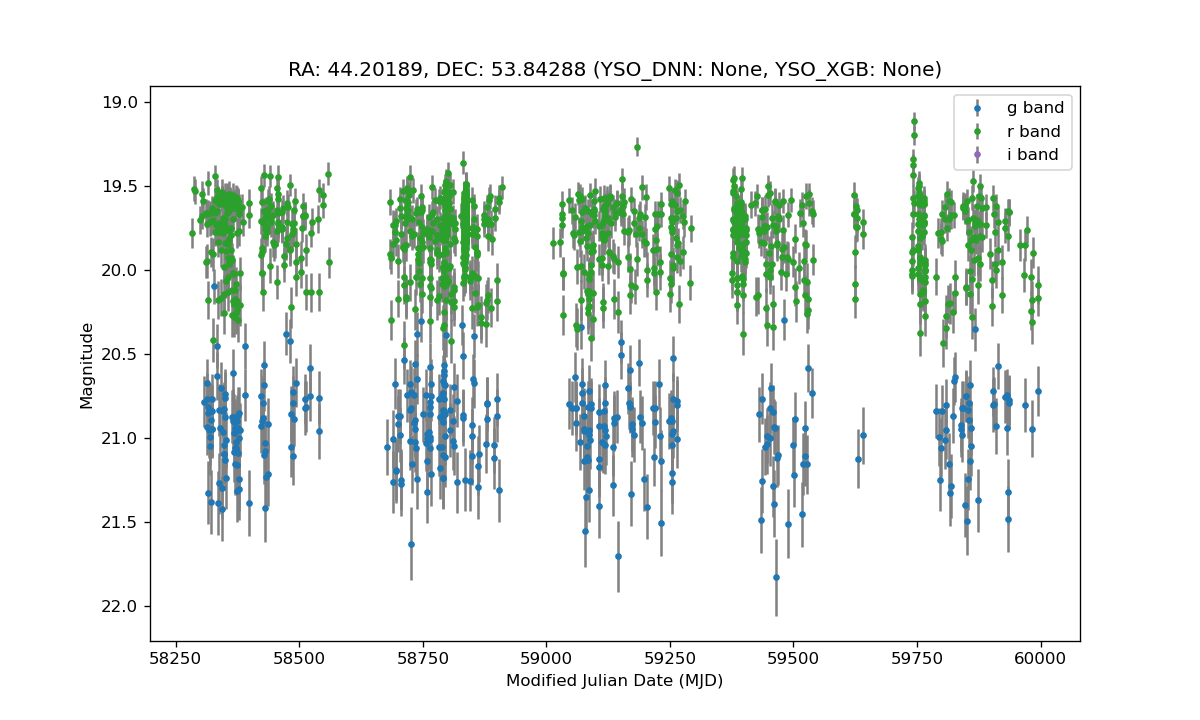 RA: 44.20189, DEC: 53.84288 (YSO_DNN: None, YSO_XGB: None)
g band
r band
i band
19.0
19.5
20.0
20.5
21.0
21.5
22.0
Magnitude
58250
58500
58750
59000
59250
59500
59750
60000
Modified Julian Date (MJD)